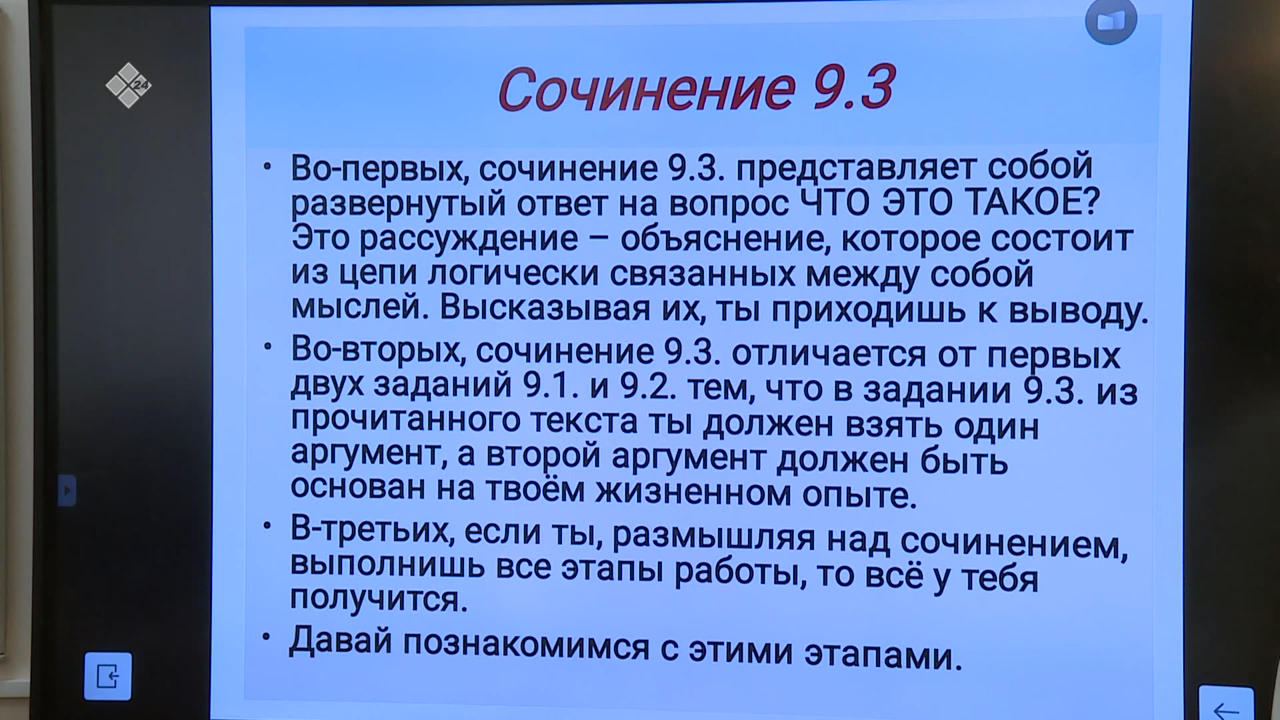 24
Сочинение 9.3
• Во-первых, сочинение 9.3. представляет собой
развернутый ответ на вопрос ЧТО ЭТО ТАКОЕ?
Это рассуждение – объяснение, которое состоит
из цепи логически связанных между собой
мыслей. Высказывая их, ты приходишь к выводу.
• Во-вторых, сочинение 9.3. отличается от первых
двух заданий 9.1. и 9.2. тем, что в задании 9.3. из
прочитанного текста ты должен взять один
аргумент, а второй аргумент должен быть
основан на твоём жизненном опыте.
• В-третьих, если ты, размышляя над сочинением,
выполнишь все этапы работы, то всё у тебя
получится.
• Давай познакомимся с этими этапами.